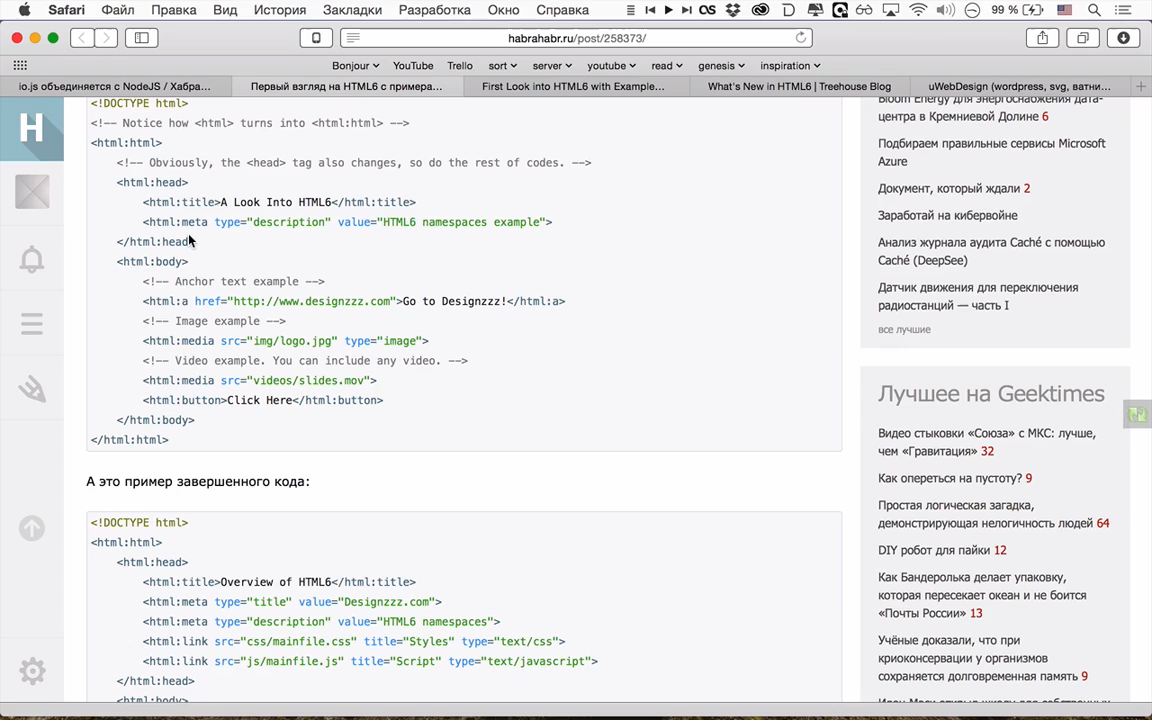 Safari Файл Правка Вид История Закладки Разработка Окно Справка 99 %
habrahabr.ru/post/258373/
Bonjour YouTube Trello sort server youtube read genesis inspiration
io.js объединяется с NodeJS / Хабра... Первый взгляд на HTML6 с примера... First Look into HTML6 with Example... What's New in HTML6 | Treehouse Blog uWebDesign (wordpress, svg, ватни...
H
<!DOCTYPE html>
<!-- Notice how <html> turns into <html:html> -->
<html:html>
<!-- Obviously, the <head> tag also changes, so do the rest of codes. -->
<html:head>
<html:title>A Look Into HTML6</html:title>
<html:meta type="description" value="HTML6 namespaces example">
</html:head>
<html:body>
<!-- Anchor text example -->
<html:a href="http://www.designzzz.com">Go to Designzzz!</html:a>
<!-- Image example -->
<html:media src="img/logo.jpg" type="image">
<!-- Video example. You can include any video. -->
<html:media src="videos/slides.mov">
<html:button>Click Here</html:button>
</html:body>
</html:html>
А это пример завершенного кода:
<!DOCTYPE html>
<html:html>
<html:head>
<html:title>Overview of HTML6</html:title>
<html:meta type="title" value="Designzzz.com">
<html:meta type="description" value="HTML6 namespaces">
<html:link src="css/mainfile.css" title="Styles" type="text/css">
<html:link src="js/mainfile.js" title="Script" type="text/javascript">
</html:head>
<html:body>
Bloom Energy для энергоснабжения дата-
центра в Кремниевой Долине 6
Подбираем правильные сервисы Microsoft
Azure
Документ, который ждали 2
Заработай на кибервойне
Анализ журнала аудита Caché с помощью
Caché (DeepSee)
Датчик движения для переключения
радиостанций — часть I
все лучшие
Лучшее на Geektimes
Видео стыковки «Союза» с МКС: лучше,
чем «Гравитация» 32
Как опереться на пустоту? 9
Простая логическая загадка,
демонстрирующая нелогичность людей 64
DIY робот для пайки 12
Как Бандеролька делает упаковку,
которая пересекает океан и не боится
«Почты России» 13
Учёные доказали, что при
криоконсервации у организмов
сохраняется долговременная память 9